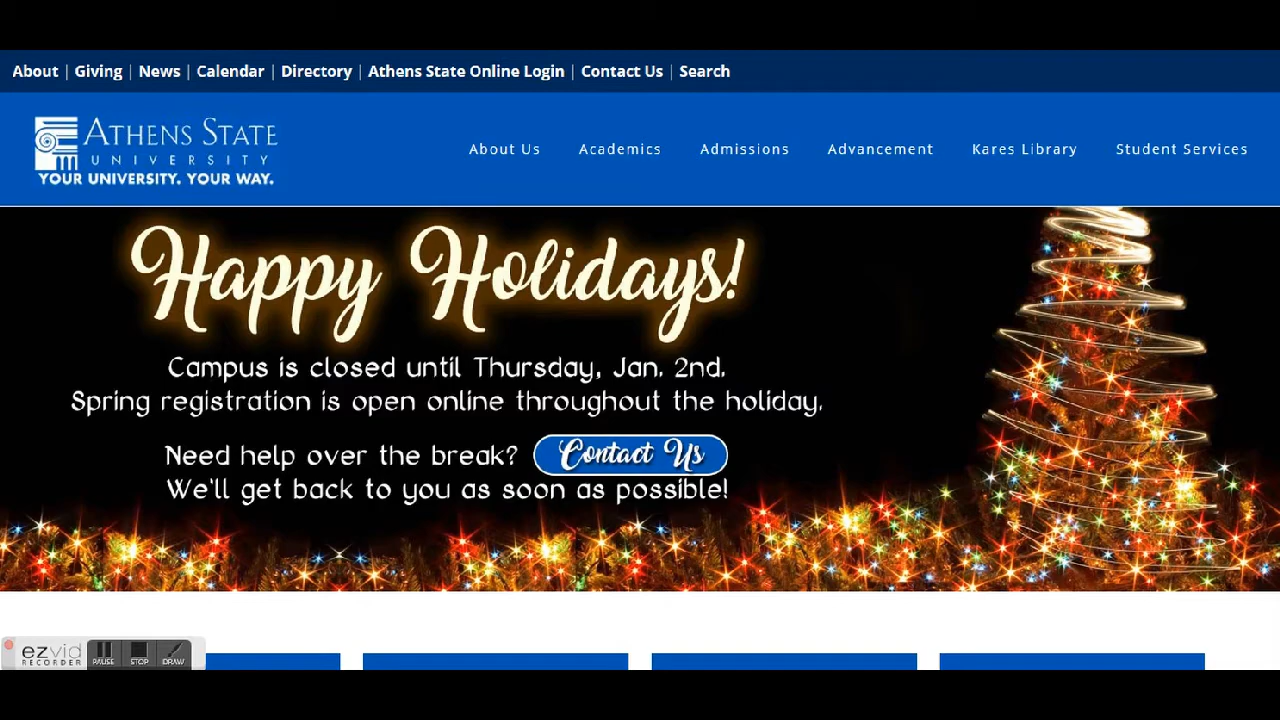 About | Giving | News | Calendar | Directory | Athens State Online Login | Contact Us | Search
ATHENS STATE
UNIVERSITY
YOUR UNIVERSITY. YOUR WAY.
About Us Academics Admissions Advancement Kares Library Student Services
Happy Holidays!
Campus is closed until Thursday, Jan. 2nd.
Spring registration is open online throughout the holiday.
Need help over the break? Contact Us
We'll get back to you as soon as possible!
ezvid
RECORDER
PAUSE STOP DRAW